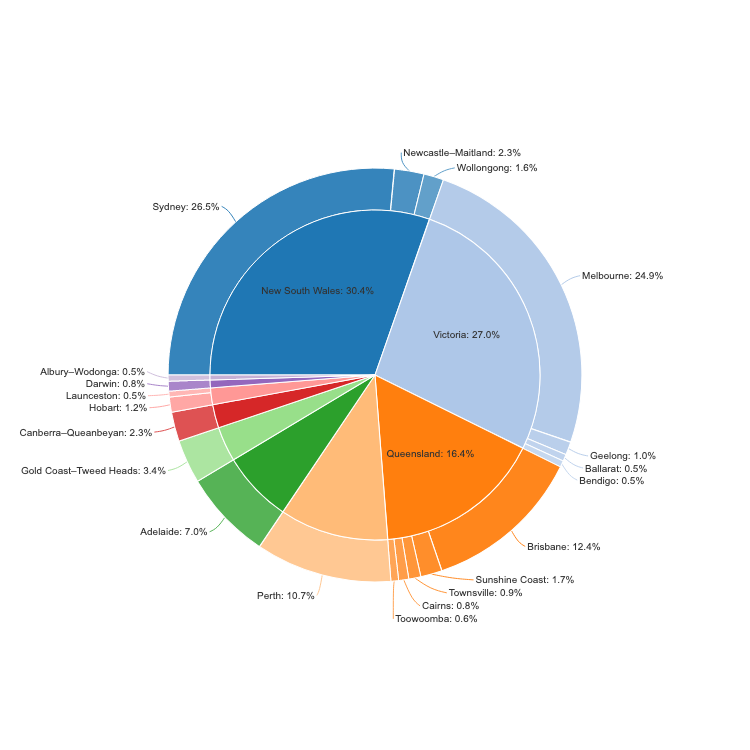 Newcastle–Maitland: 2.3%
Wollongong: 1.6%
Sydney: 26.5%
Melbourne: 24.9%
New South Wales: 30.4%
Victoria: 27.0%
Albury–Wodonga: 0.5%
Darwin: 0.8%
Launceston: 0.5%
Hobart: 1.2%
Canberra–Queanbeyan: 2.3%
Queensland: 16.4%
Geelong: 1.0%
Ballarat: 0.5%
Gold Coast–Tweed Heads: 3.4%
Bendigo: 0.5%
Adelaide: 7.0%
Brisbane: 12.4%
Sunshine Coast: 1.7%
Townsville: 0.9%
Perth: 10.7%
Cairns: 0.8%
Toowoomba: 0.6%